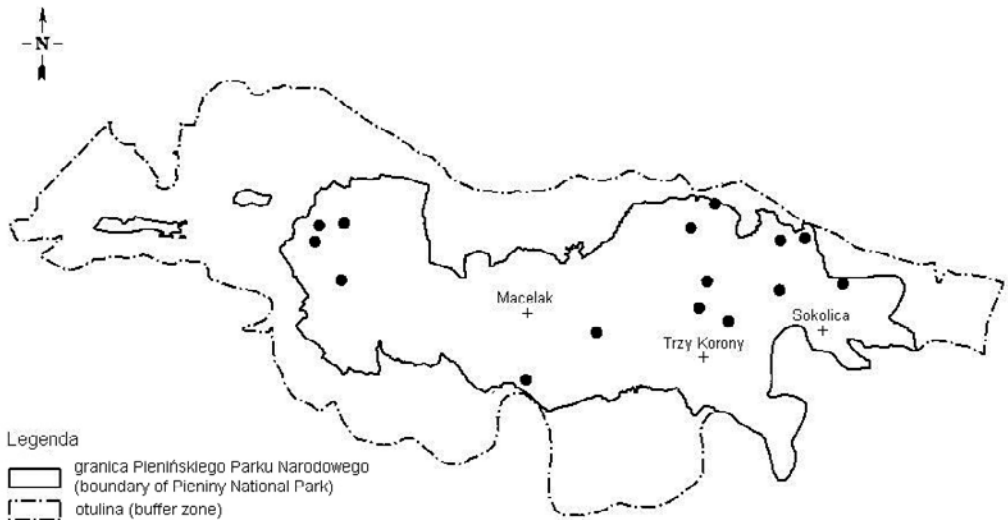 N
Macelak
Sokolica
Trzy Korony
Legenda
granica Pienińskiego Parku Narodowego
(boundary of Pieniny National Park)
otulina (buffer zone)